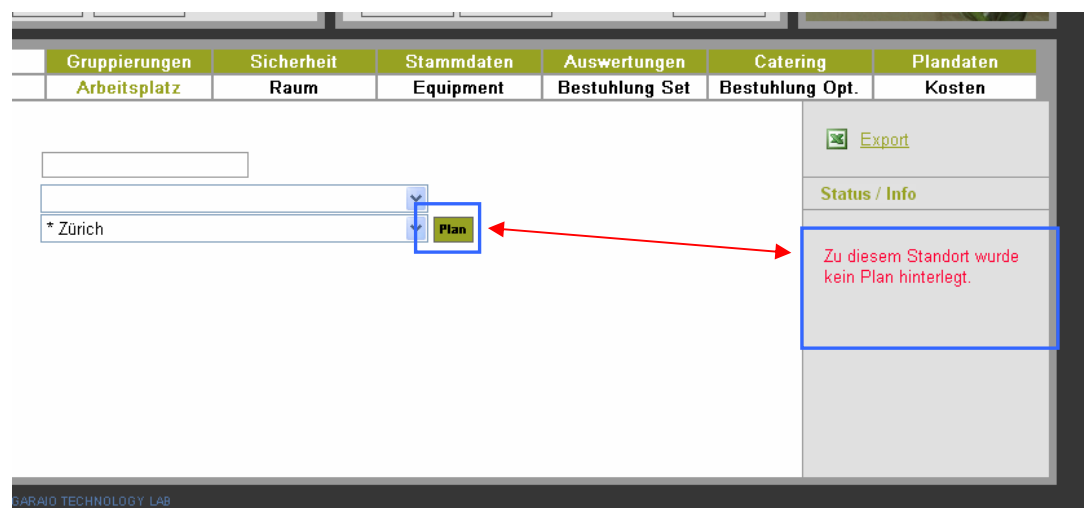 Gruppierungen Sicherheit Stammdaten Auswertungen Catering Plandaten
Arbeitsplatz Raum Equipment Bestuhlung Set Bestuhlung Opt. Kosten
Export
Status / Info
* Zürich Plan
Zu diesem Standort wurde
kein Plan hinterlegt.
GARAIO TECHNOLOGY LAB